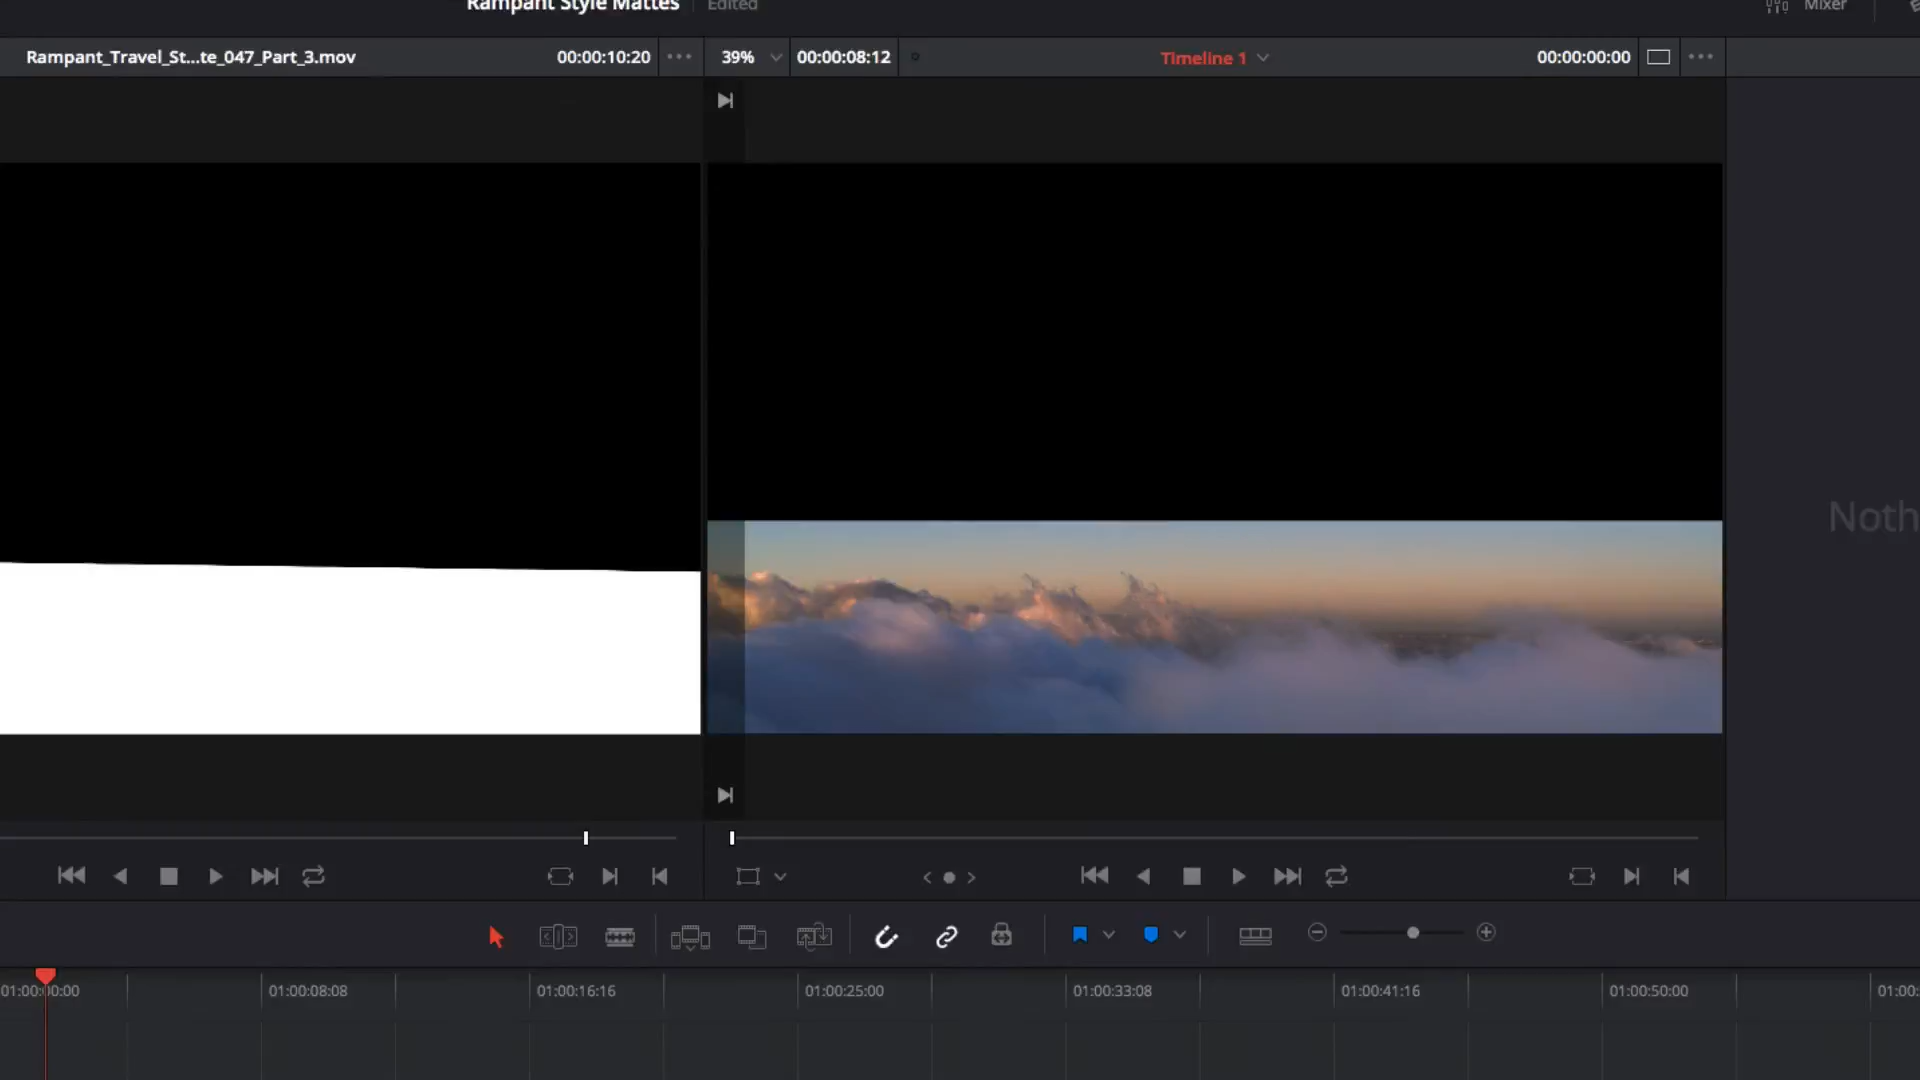 Rampant Style Mattes Edited Mixer
Rampant_Travel_St...te_047_Part_3.mov 00:00:10:20 39% 00:00:08:12 Timeline 1 00:00:00:00
Noth
01:00:00:00 01:00:08:08 01:00:16:16 01:00:25:00 01:00:33:08 01:00:41:16 01:00:50:00 01:00: